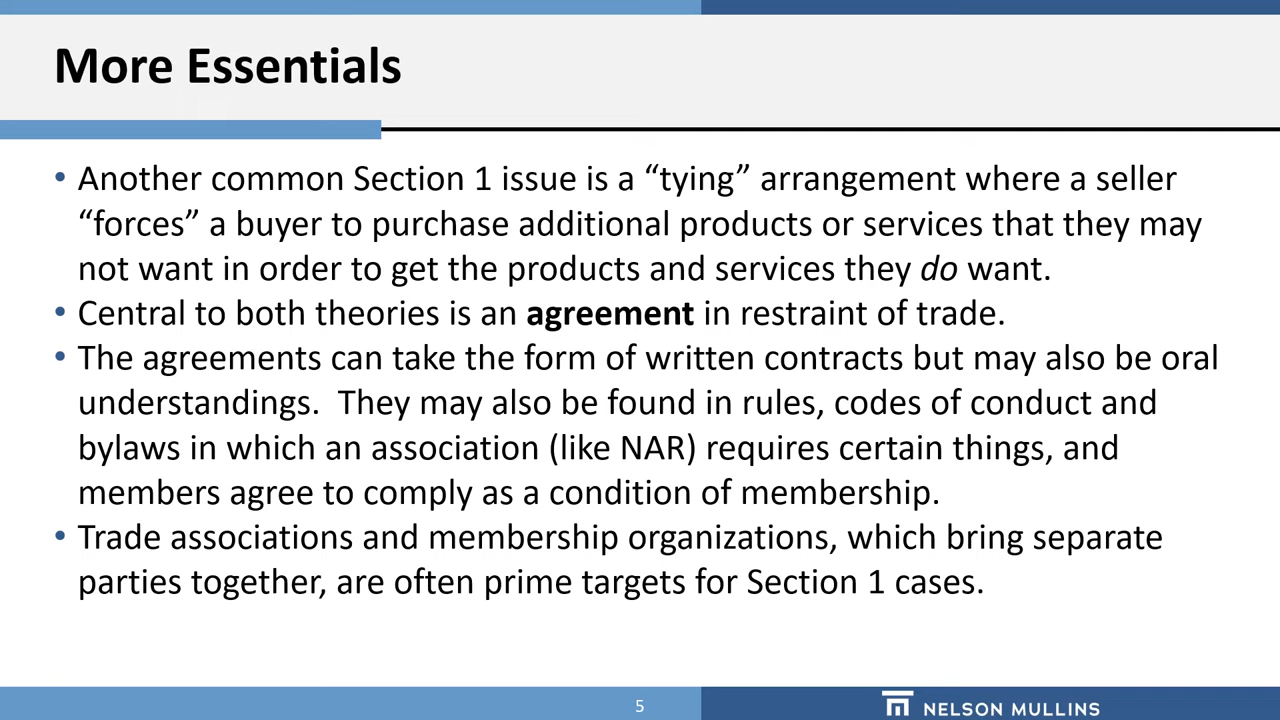 More Essentials
• Another common Section 1 issue is a “tying” arrangement where a seller
“forces” a buyer to purchase additional products or services that they may
not want in order to get the products and services they do want.
• Central to both theories is an agreement in restraint of trade.
• The agreements can take the form of written contracts but may also be oral
understandings.  They may also be found in rules, codes of conduct and
bylaws in which an association (like NAR) requires certain things, and
members agree to comply as a condition of membership.
• Trade associations and membership organizations, which bring separate
parties together, are often prime targets for Section 1 cases.
5
NELSON MULLINS